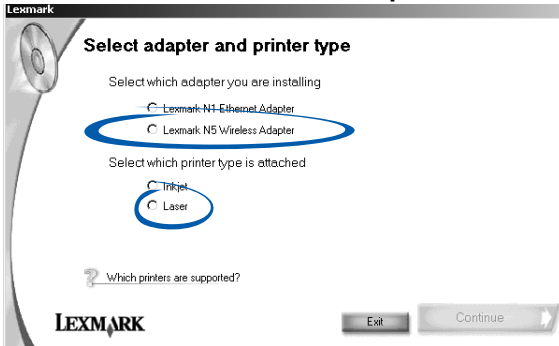 Lexmark
Select adapter and printer type
Select which adapter you are installing
Lexmark N1 Ethernet Adapter
Lexmark N5 Wireless Adapter
Select which printer type is attached
Inkjet
Laser
Which printers are supported?
LEXMARK
Exit
Continue